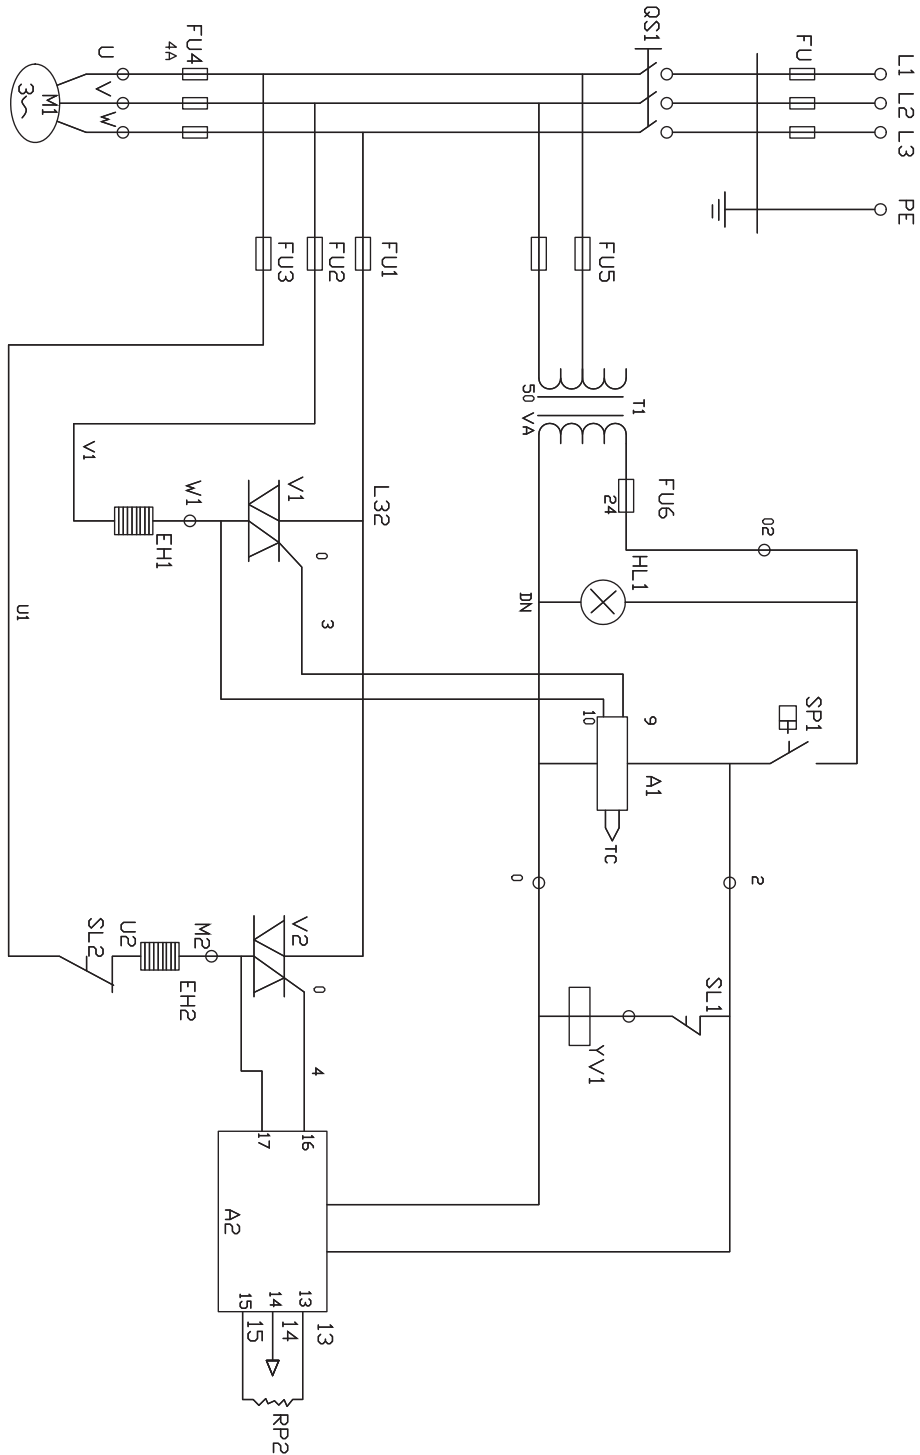 L1
L2
L3
PE
FU
QS1
FU4
4A
U
V
W
M1
3~
FU5
FU1
FU2
FU3
T1
50 VA
FU6
24
02
HL1
DN
L32
V1
V1
W1
EH1
0
3
U1
SP1
9
10
A1
TC
0
2
SL1
YV1
V2
0
M2
U2
SL2
EH2
4
16
17
A2
13
14
15
13
14
15
RP2